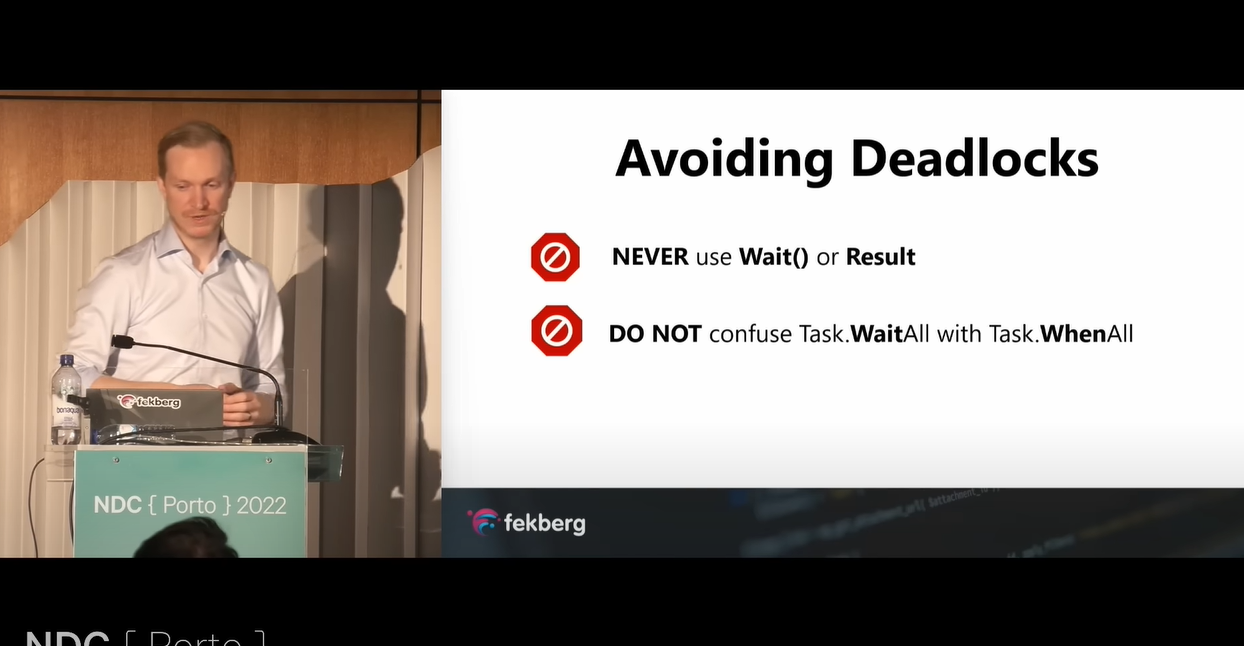 Avoiding Deadlocks
NEVER use Wait() or Result
DO NOT confuse Task.WaitAll with Task.WhenAll
fekberg
bonaqua
NDC { Porto } 2022
fekberg
NDC { Porto }